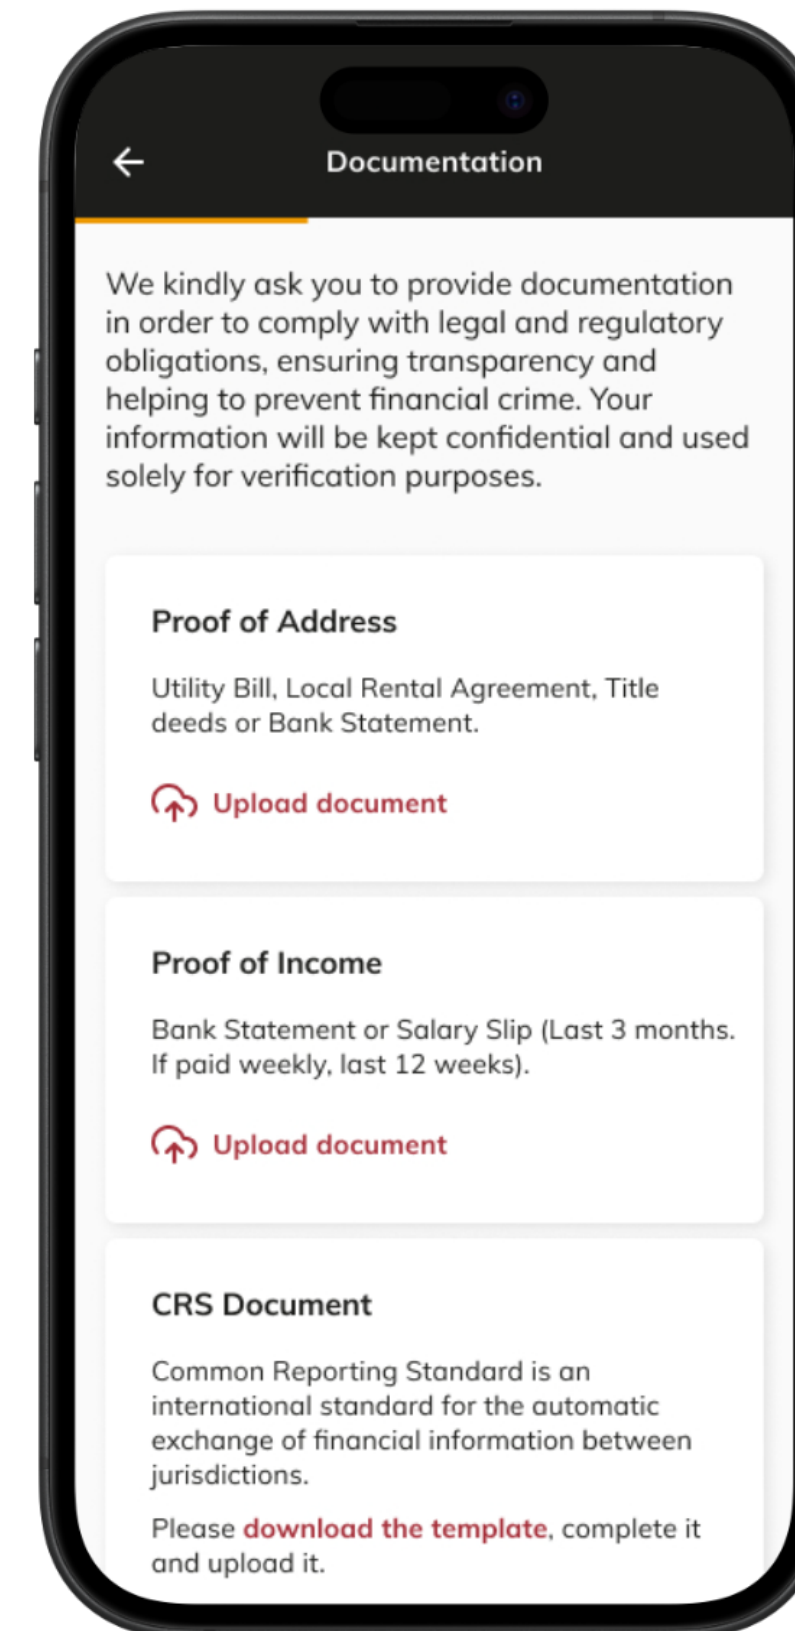 Documentation
We kindly ask you to provide documentation
in order to comply with legal and regulatory
obligations, ensuring transparency and
helping to prevent financial crime. Your
information will be kept confidential and used
solely for verification purposes.
Proof of Address
Utility Bill, Local Rental Agreement, Title
deeds or Bank Statement.
Upload document
Proof of Income
Bank Statement or Salary Slip (Last 3 months.
If paid weekly, last 12 weeks).
Upload document
CRS Document
Common Reporting Standard is an
international standard for the automatic
exchange of financial information between
jurisdictions.
Please download the template, complete it
and upload it.